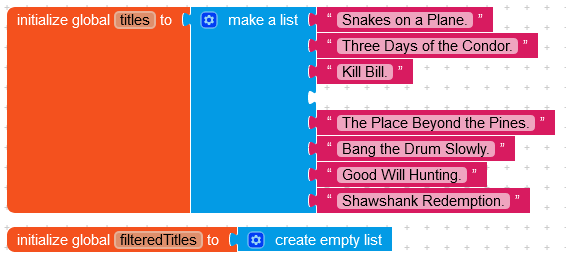 initialize global titles to make a list “ Snakes on a Plane. ”
“ Three Days of the Condor. ”
“ Kill Bill. ”
“ The Place Beyond the Pines. ”
“ Bang the Drum Slowly. ”
“ Good Will Hunting. ”
“ Shawshank Redemption. ”
initialize global filteredTitles to create empty list